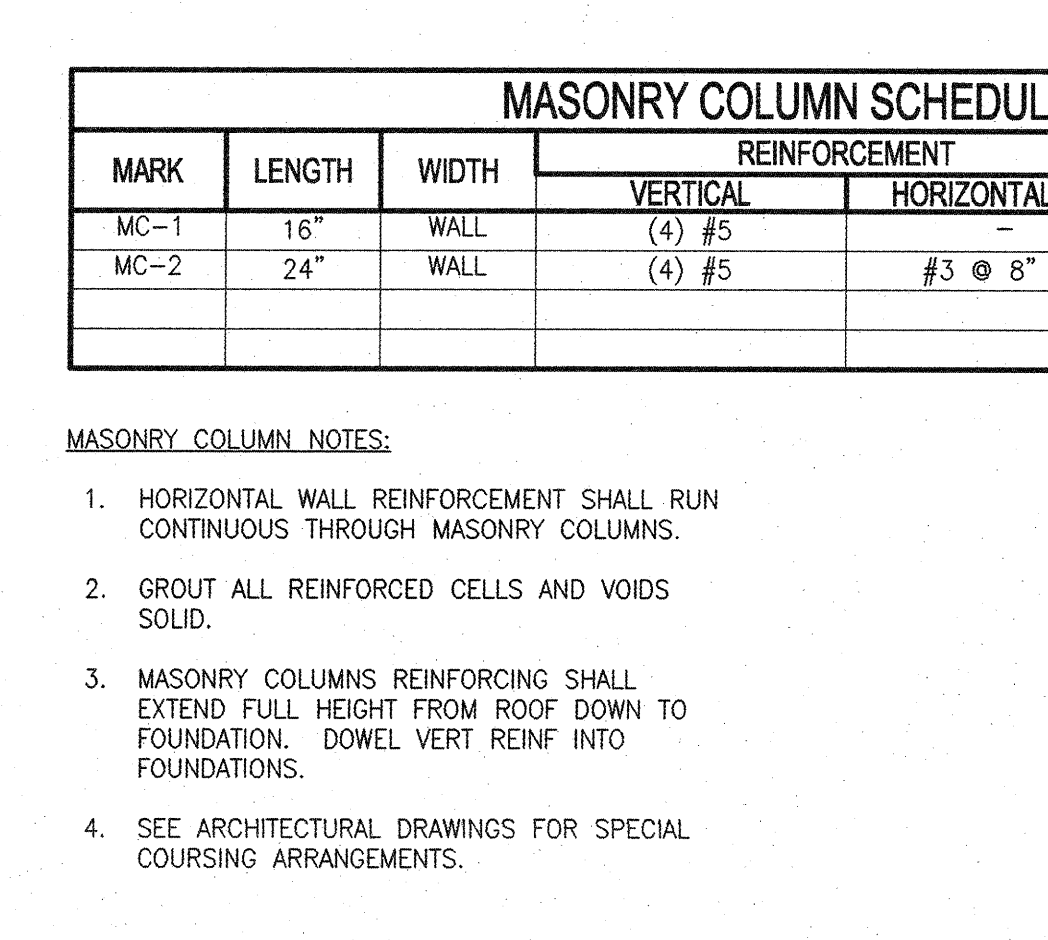 MASONRY COLUMN SCHEDUL
MARK LENGTH WIDTH REINFORCEMENT
VERTICAL HORIZONTAL
MC-1 16" WALL (4) #5 -
MC-2 24" WALL (4) #5 #3 @ 8"
MASONRY COLUMN NOTES:
1. HORIZONTAL WALL REINFORCEMENT SHALL RUN
CONTINUOUS THROUGH MASONRY COLUMNS.
2. GROUT ALL REINFORCED CELLS AND VOIDS
SOLID.
3. MASONRY COLUMNS REINFORCING SHALL
EXTEND FULL HEIGHT FROM ROOF DOWN TO
FOUNDATION. DOWEL VERT REINF INTO
FOUNDATIONS.
4. SEE ARCHITECTURAL DRAWINGS FOR SPECIAL
COURSING ARRANGEMENTS.